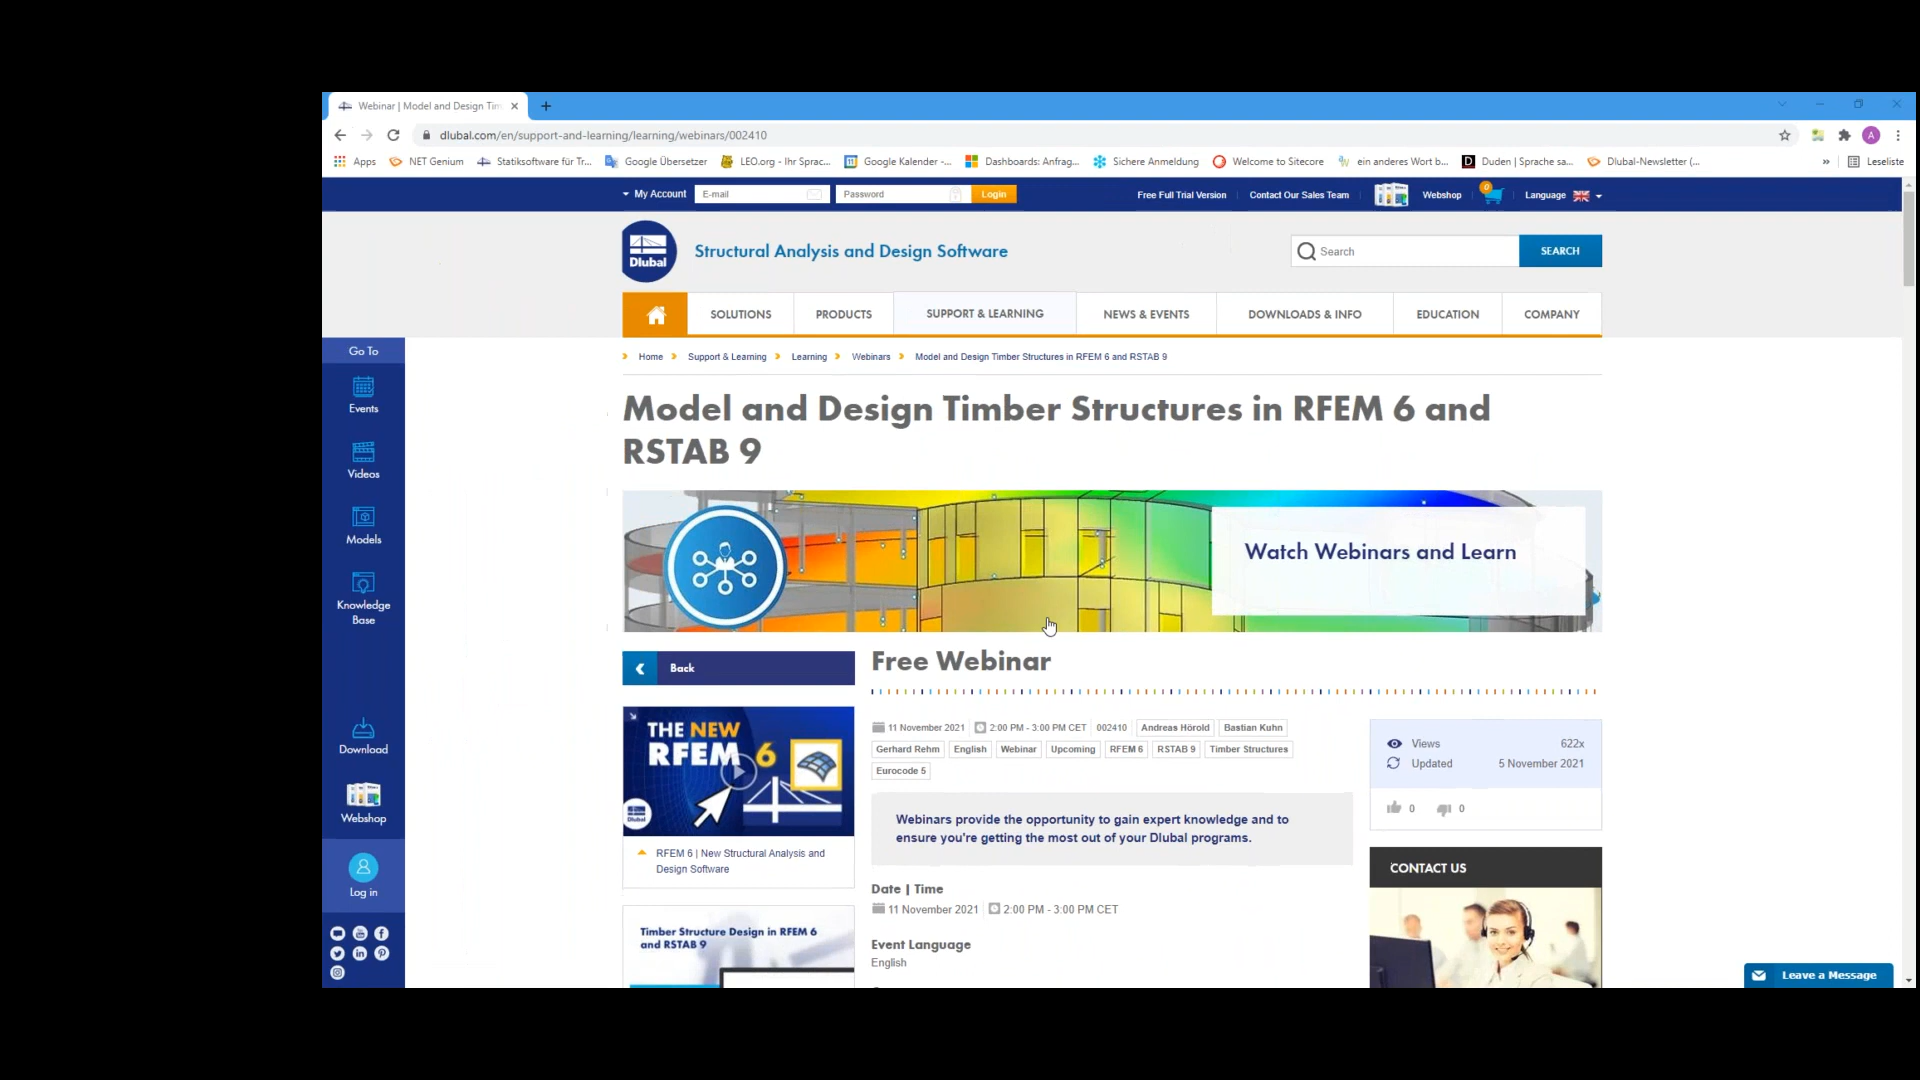 Webinar | Model and Design Tim
dlubal.com/en/support-and-learning/learning/webinars/002410
A
Apps NET Genium Statiksoftware für Tr... Google Übersetzer LEO.org - Ihr Sprac... Google Kalender -... Dashboards: Anfrag... Sichere Anmeldung Welcome to Sitecore ein anderes Wort b... Duden | Sprache sa... Dlubal-Newsletter (... » Leseliste
My Account E-mail Password Login Free Full Trial Version Contact Our Sales Team Webshop 0 Language
Dlubal
Structural Analysis and Design Software
Search SEARCH
SOLUTIONS PRODUCTS SUPPORT & LEARNING NEWS & EVENTS DOWNLOADS & INFO EDUCATION COMPANY
Go To
Events
Videos
Models
Knowledge
Base
Download
Webshop
Log in
Home Support & Learning Learning Webinars Model and Design Timber Structures in RFEM 6 and RSTAB 9
Model and Design Timber Structures in RFEM 6 and
RSTAB 9
Watch Webinars and Learn
Back
THE NEW
RFEM 6
Dlubal
RFEM 6 | New Structural Analysis and
Design Software
Timber Structure Design in RFEM 6
and RSTAB 9
Free Webinar
11 November 2021 2:00 PM - 3:00 PM CET 002410 Andreas Hörold Bastian Kuhn
Gerhard Rehm English Webinar Upcoming RFEM 6 RSTAB 9 Timber Structures
Eurocode 5
Webinars provide the opportunity to gain expert knowledge and to
ensure you're getting the most out of your Dlubal programs.
Date | Time
11 November 2021 2:00 PM - 3:00 PM CET
Event Language
English
Views 622x
Updated 5 November 2021
0 0
CONTACT US
Leave a Message